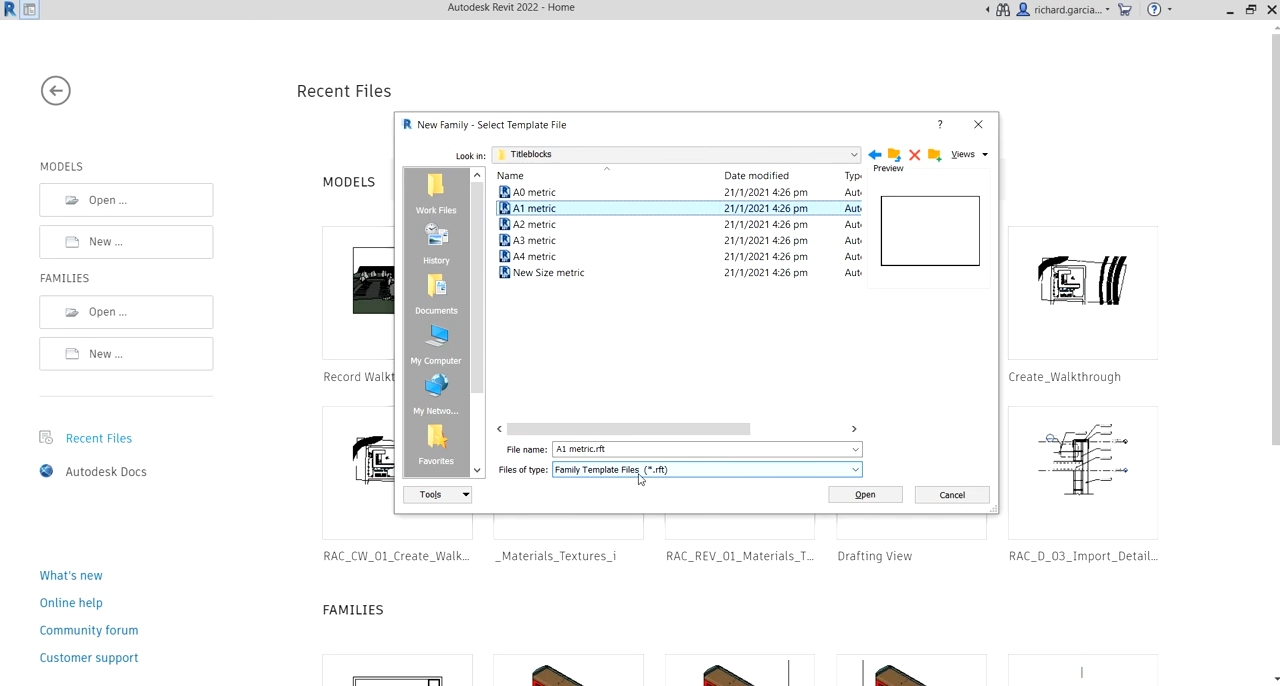 Autodesk Revit 2022 - Home
richard.garcia...
Recent Files
MODELS
Open ...
New ...
FAMILIES
Open ...
New ...
Recent Files
Autodesk Docs
What's new
Online help
Community forum
Customer support
MODELS
New Family - Select Template File
Look in:
Titleblocks
Views
Preview
Work Files
History
Documents
My Computer
My Netwo...
Favorites
Name Date modified Typ
A0 metric 21/1/2021 4:26 pm Aut
A1 metric 21/1/2021 4:26 pm Aut
A2 metric 21/1/2021 4:26 pm Aut
A3 metric 21/1/2021 4:26 pm Aut
A4 metric 21/1/2021 4:26 pm Aut
New Size metric 21/1/2021 4:26 pm Aut
File name: A1 metric.rft
Files of type: Family Template Files (*.rft)
Tools
Open
Cancel
Record Walkt
Create_Walkthrough
RAC_CW_01_Create_Walk...
_Materials_Textures_i
RAC_REV_01_Materials_T...
Drafting View
RAC_D_03_Import_Detail...
FAMILIES